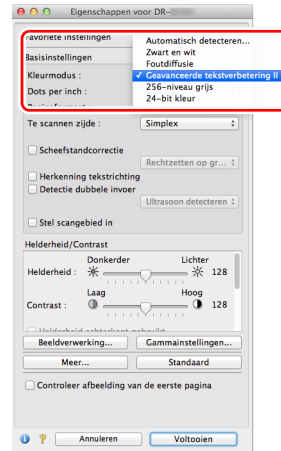 Eigenschappen voor DR-
Favoriete instellingen
Automatisch detecteren...
Zwart en wit
Basisinstellingen
Foutdiffusie
Kleurmodus :
✓ Geavanceerde tekstverbetering II
256-niveau grijs
Dots per inch :
24-bit kleur
Te scannen zijde :
Simplex
Scheefstandcorrectie
Rechtzetten op gr...
Herkenning tekstrichting
Detectie dubbele invoer
Ultrasoon detecteren
Stel scangebied in
Helderheid/Contrast
Donkerder Lichter
Helderheid : 128
Laag Hoog
Contrast : 128
Beeldverwerking... Gammainstellingen...
Meer... Standaard
Controleer afbeelding van de eerste pagina
Annuleren Voltooien